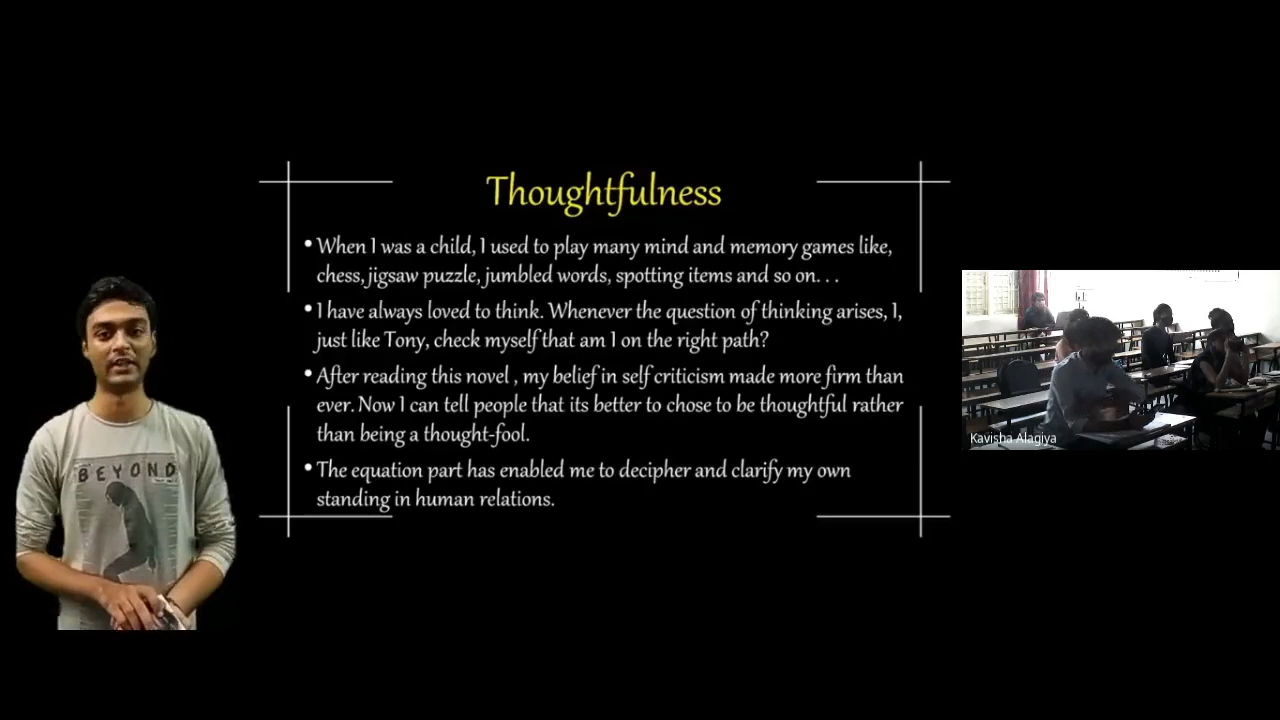 Thoughtfulness
• When I was a child, I used to play many mind and memory games like,
chess, jigsaw puzzle, jumbled words, spotting items and so on. . .
• I have always loved to think. Whenever the question of thinking arises, I,
just like Tony, check myself that am I on the right path?
• After reading this novel , my belief in self criticism made more firm than
ever. Now I can tell people that its better to chose to be thoughtful rather
than being a thought-fool.
• The equation part has enabled me to decipher and clarify my own
standing in human relations.
BEYOND
Kavisha Alagiya